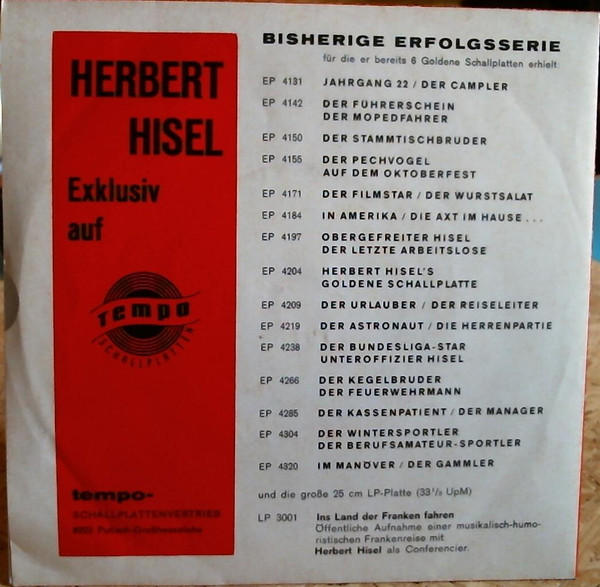 HERBERT
HISEL
Exklusiv
auf
Tempo
SCHALLPLATTEN
tempo-
SCHALLPLATTENVERTRIEB
BISHERIGE ERFOLGSSERIE
für die er bereits 6 Goldene Schallplatten erhielt
EP 4131 JAHRGANG 22 / DER CAMPLER
EP 4142 DER FÜHRERSCHEIN
DER MOPEDFAHRER
EP 4150 DER STAMMTISCHBRUDER
EP 4155 DER PECHVOGEL
AUF DEM OKTOBERFEST
EP 4171 DER FILMSTAR / DER WURSTSALAT
EP 4184 IN AMERIKA / DIE AXT IM HAUSE ...
EP 4197 OBERGEFREITER HISEL
DER LETZTE ARBEITSLOSE
EP 4204 HERBERT HISEL'S
GOLDENE SCHALLPLATTE
EP 4209 DER URLAUBER / DER REISELEITER
EP 4219 DER ASTRONAUT / DIE HERRENPARTIE
EP 4238 DER BUNDESLIGA-STAR
UNTEROFFIZIER HISEL
EP 4266 DER KEGELBRUDER
DER FEUERWEHRMANN
EP 4285 DER KASSENPATIENT / DER MANAGER
EP 4304 DER WINTERSPORTLER
DER BERUFSAMATEUR-SPORTLER
EP 4320 IM MANÖVER / DER GAMMLER
und die große 25 cm LP-Platte (33 1/3 UpM)
LP 3001 Ins Land der Franken fahren
Öffentliche Aufnahme einer musikalisch-humo-
ristischen Frankenreise mit
Herbert Hisel als Conferencier.